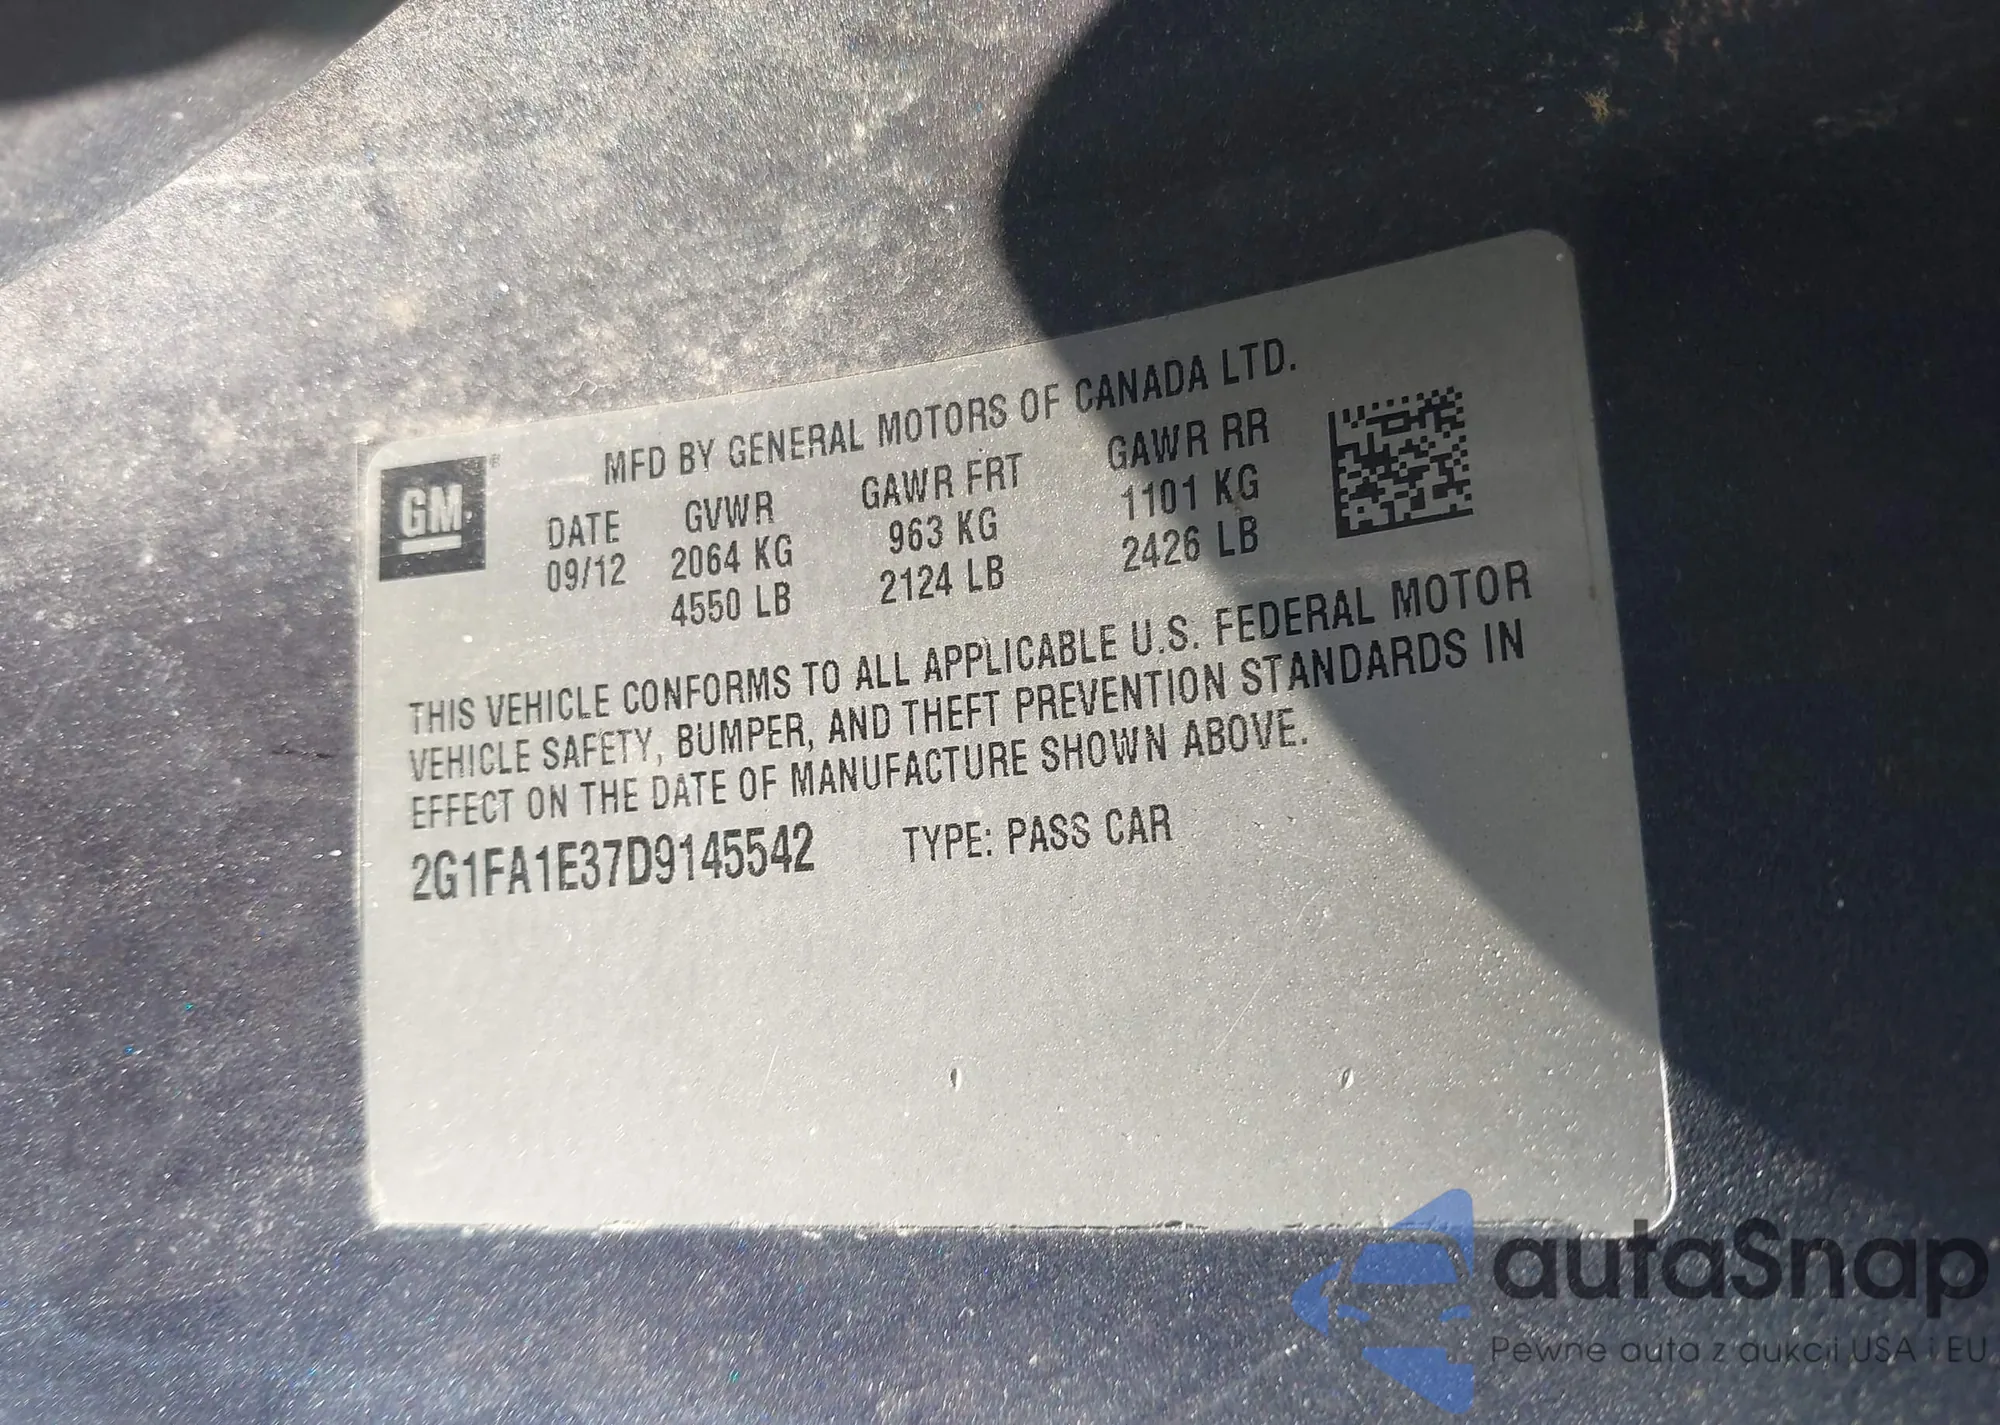 MFD BY GENERAL MOTORS OF CANADA LTD.
GM ®
DATE GVWR GAWR FRT GAWR RR
09/12 2064 KG 963 KG 1101 KG
4550 LB 2124 LB 2426 LB
THIS VEHICLE CONFORMS TO ALL APPLICABLE U.S. FEDERAL MOTOR
VEHICLE SAFETY, BUMPER, AND THEFT PREVENTION STANDARDS IN
EFFECT ON THE DATE OF MANUFACTURE SHOWN ABOVE.
2G1FA1E37D9145542 TYPE: PASS CAR
autaSnap
Pewne auta z aukcji USA i EU